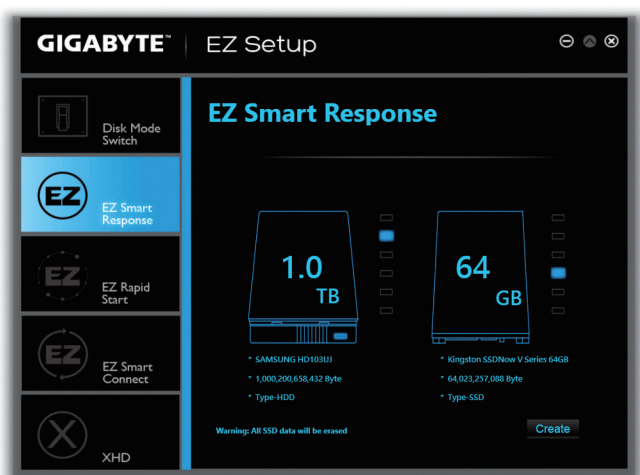 GIGABYTE™ EZ Setup
Disk Mode
Switch
EZ
EZ Smart
Response
EZ
EZ Rapid
Start
EZ
EZ Smart
Connect
X
XHD
EZ Smart Response
1.0
TB
* SAMSUNG HD103UJ
* 1,000,200,658,432 Byte
* Type-HDD
64
GB
* Kingston SSDNow V Series 64GB
* 64,023,257,088 Byte
* Type-SSD
Warning: All SSD data will be erased
Create